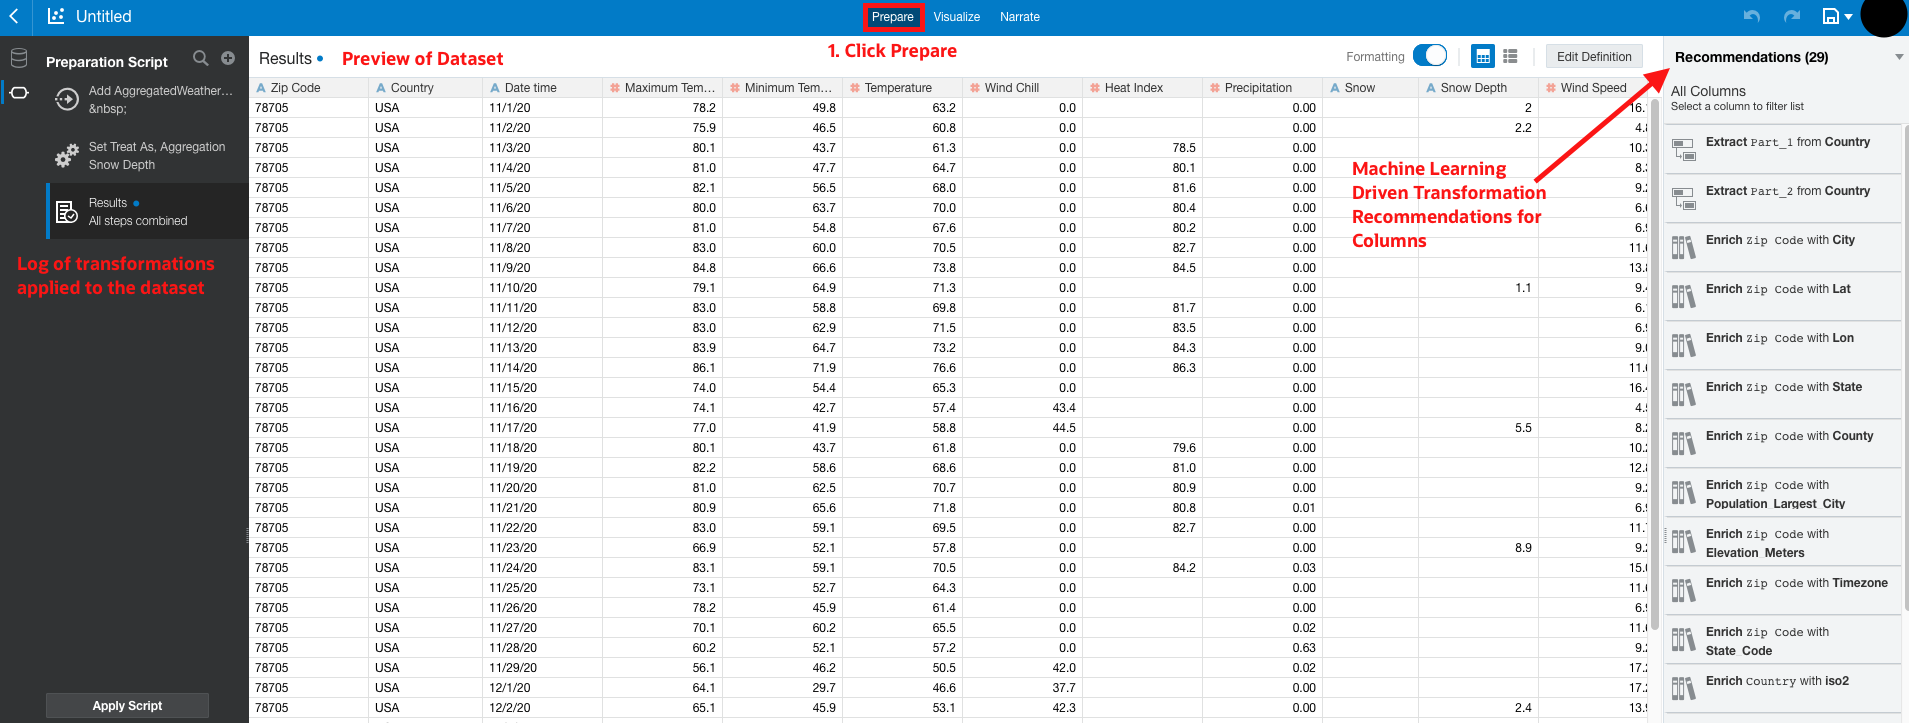 Untitled
Prepare Visualize Narrate
Preparation Script
Add AggregatedWeather...
&nbsp;
Set Treat As, Aggregation
Snow Depth
Results
All steps combined
Log of transformations
applied to the dataset
Apply Script
Results Preview of Dataset
1. Click Prepare
Formatting Edit Definition
Zip Code Country Date time Maximum Tem... Minimum Tem... Temperature Wind Chill Heat Index Precipitation Snow Snow Depth Wind Speed
78705 USA 11/1/20 78.2 49.8 63.2 0.0 0.00 2 16.
78705 USA 11/2/20 75.9 46.5 60.8 0.0 0.00 2.2 4.
78705 USA 11/3/20 80.1 43.7 61.3 0.0 78.5 0.00 10.
78705 USA 11/4/20 81.0 47.7 64.7 0.0 80.1 0.00 8.
78705 USA 11/5/20 82.1 56.5 68.0 0.0 81.6 0.00 9.
78705 USA 11/6/20 80.0 63.7 70.0 0.0 80.4 0.00 6.
78705 USA 11/7/20 81.0 54.8 67.6 0.0 80.2 0.00 6.
78705 USA 11/8/20 83.0 60.0 70.5 0.0 82.7 0.00 11.
78705 USA 11/9/20 84.8 66.6 73.8 0.0 84.5 0.00 13.
78705 USA 11/10/20 79.1 64.9 71.3 0.0 0.00 1.1 9.
78705 USA 11/11/20 83.0 58.8 69.8 0.0 81.7 0.00 6.
78705 USA 11/12/20 83.0 62.9 71.5 0.0 83.5 0.00 6.
78705 USA 11/13/20 83.9 64.7 73.2 0.0 84.3 0.00 9.
78705 USA 11/14/20 86.1 71.9 76.6 0.0 86.3 0.00 11.
78705 USA 11/15/20 74.0 54.4 65.3 0.0 0.00 16.
78705 USA 11/16/20 74.1 42.7 57.4 43.4 0.00 4.
78705 USA 11/17/20 77.0 41.9 58.8 44.5 0.00 5.5 8.
78705 USA 11/18/20 80.1 43.7 61.8 0.0 79.6 0.00 10.
78705 USA 11/19/20 82.2 58.6 68.6 0.0 81.0 0.00 12.
78705 USA 11/20/20 81.0 62.5 70.7 0.0 80.9 0.00 9.
78705 USA 11/21/20 80.9 65.6 71.8 0.0 80.8 0.01 6.
78705 USA 11/22/20 83.0 59.1 69.5 0.0 82.7 0.00 11.
78705 USA 11/23/20 66.9 52.1 57.8 0.0 0.00 8.9 9.
78705 USA 11/24/20 83.1 59.1 70.5 0.0 84.2 0.03 15.
78705 USA 11/25/20 73.1 52.7 64.3 0.0 0.00 11.
78705 USA 11/26/20 78.2 45.9 61.4 0.0 0.00 6.
78705 USA 11/27/20 70.1 60.2 65.5 0.0 0.02 11.
78705 USA 11/28/20 60.2 52.1 57.2 0.0 0.63 9.
78705 USA 11/29/20 56.1 46.2 50.5 42.0 0.02 17.
78705 USA 12/1/20 64.1 29.7 46.6 37.7 0.00 17.
78705 USA 12/2/20 65.1 45.9 53.1 42.3 0.00 2.4 13.
Machine Learning
Driven Transformation
Recommendations for
Columns
Recommendations (29)
All Columns
Select a column to filter list
Extract Part_1 from Country
Extract Part_2 from Country
Enrich Zip Code with City
Enrich Zip Code with Lat
Enrich Zip Code with Lon
Enrich Zip Code with State
Enrich Zip Code with County
Enrich Zip Code with
Population_Largest_City
Enrich Zip Code with
Elevation_Meters
Enrich Zip Code with Timezone
Enrich Zip Code with
State_Code
Enrich Country with iso2